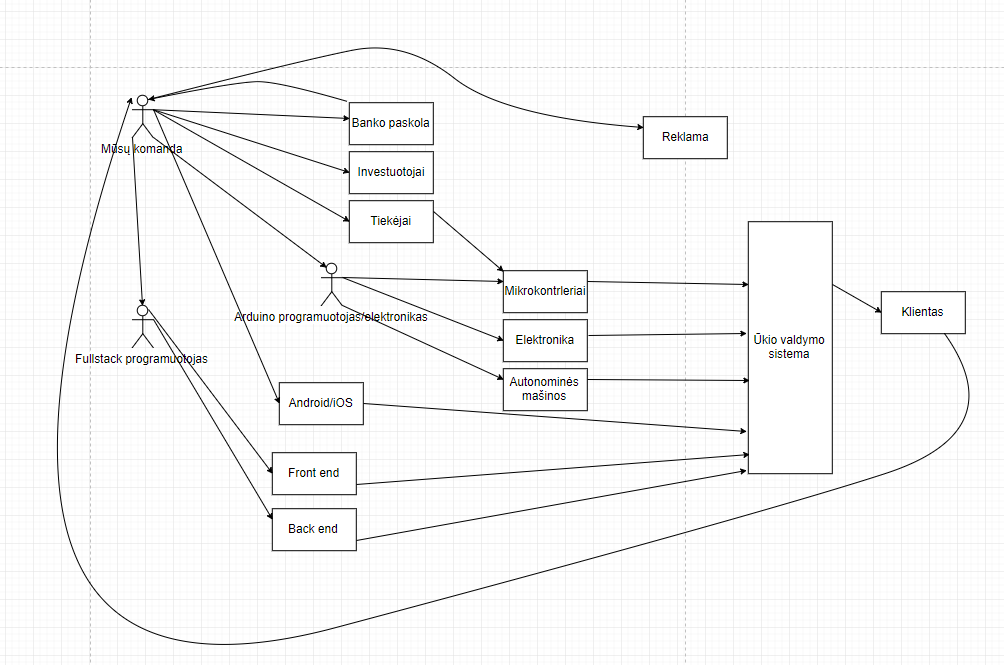 Banko paskola
Reklama
Mūsų komanda
Investuotojai
Tiekėjai
Mikrokontrleriai
Arduino programuotojas/elektronikas
Klientas
Elektronika
Ūkio valdymo
sistema
Fullstack programuotojas
Autonominės
mašinos
Android/iOS
Front end
Back end